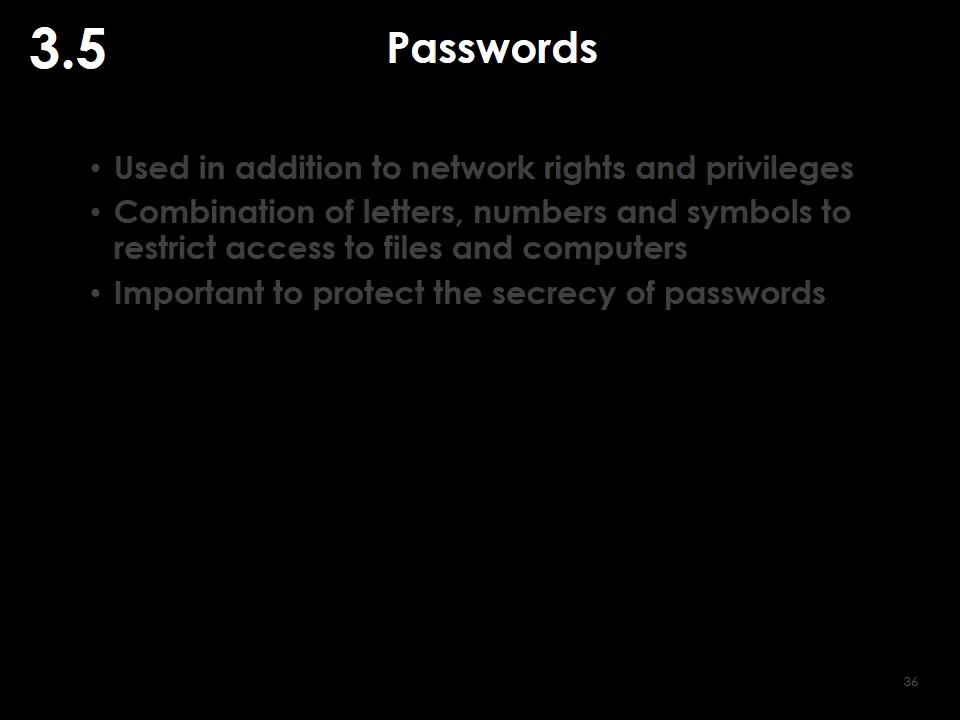 3.5
Passwords
• Used in addition to network rights and privileges
• Combination of letters, numbers and symbols to
restrict access to files and computers
• Important to protect the secrecy of passwords
36